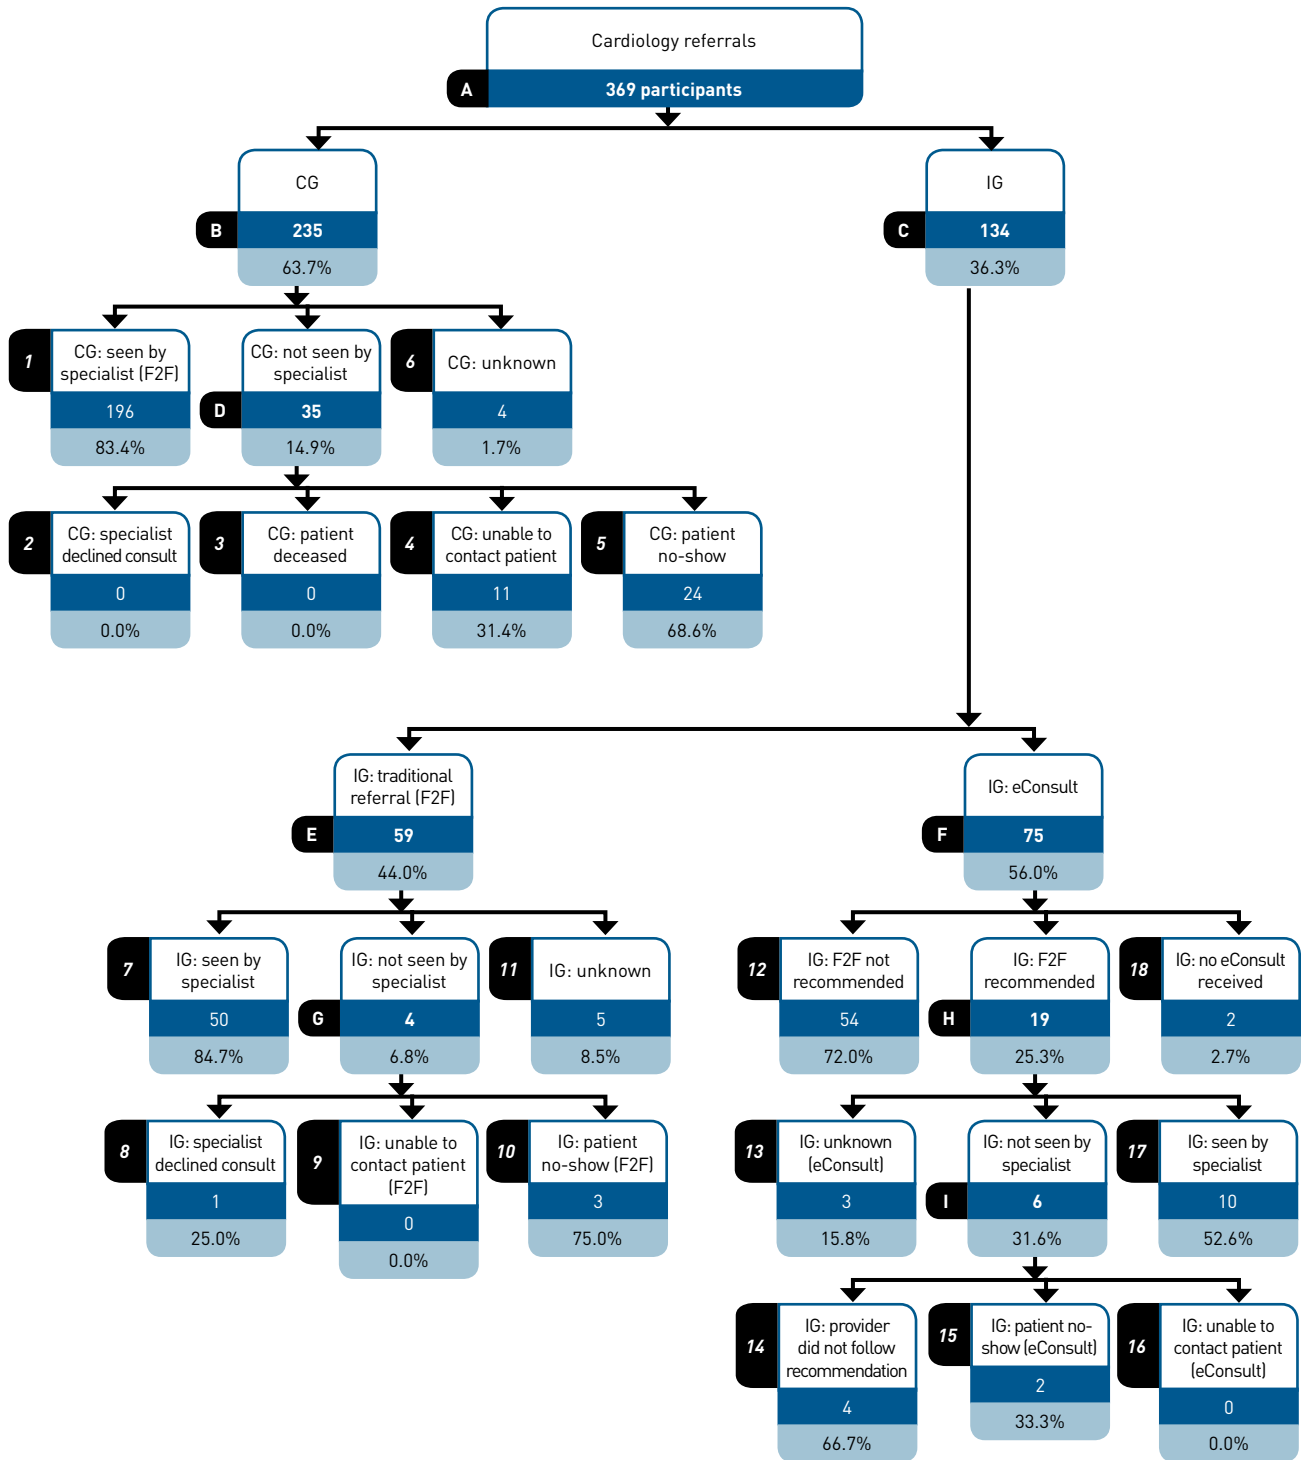 Cardiology referrals
A
369 participants
CG
B
235
63.7%
IG
C
134
36.3%
1
CG: seen by
specialist (F2F)
196
83.4%
CG: not seen by
specialist
D
35
14.9%
6
CG: unknown
4
1.7%
2
CG: specialist
declined consult
0
0.0%
3
CG: patient
deceased
0
0.0%
4
CG: unable to
contact patient
11
31.4%
5
CG: patient
no-show
24
68.6%
IG: traditional
referral (F2F)
E
59
44.0%
IG: eConsult
F
75
56.0%
7
IG: seen by
specialist
50
84.7%
IG: not seen by
specialist
G
4
6.8%
11
IG: unknown
5
8.5%
12
IG: F2F not
recommended
54
72.0%
IG: F2F
recommended
H
19
25.3%
18
IG: no eConsult
received
2
2.7%
8
IG: specialist
declined consult
1
25.0%
9
IG: unable to
contact patient
(F2F)
0
0.0%
10
IG: patient
no-show (F2F)
3
75.0%
13
IG: unknown
(eConsult)
3
15.8%
IG: not seen by
specialist
I
6
31.6%
17
IG: seen by
specialist
10
52.6%
14
IG: provider
did not follow
recommendation
4
66.7%
15
IG: patient no-
show (eConsult)
2
33.3%
16
IG: unable to
contact patient
(eConsult)
0
0.0%